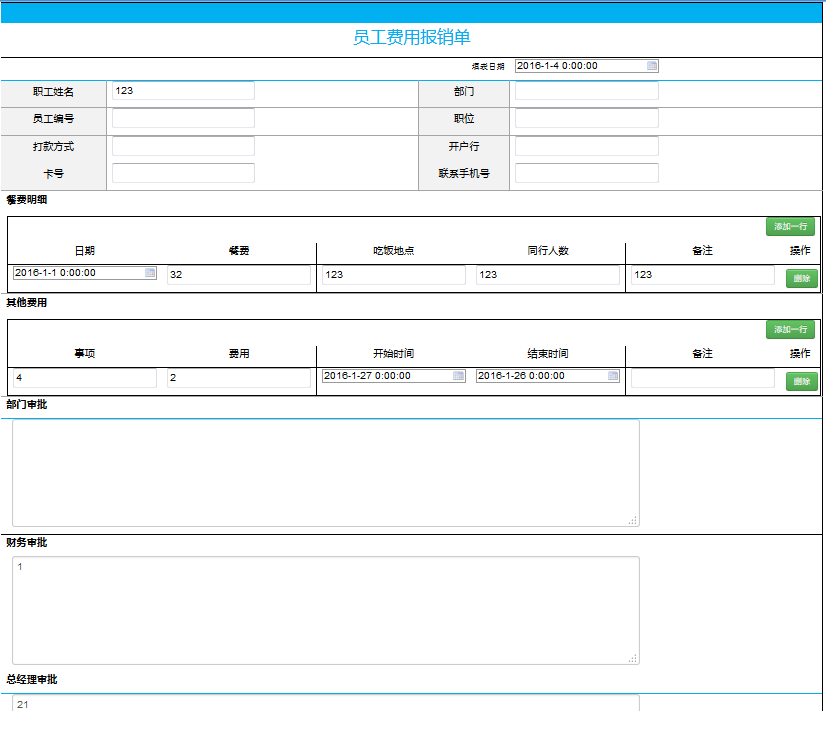 员工费用报销单
填表日期 2016-1-4 0:00:00
职工姓名 123 部门
员工编号 职位
打款方式 开户行
卡号 联系手机号
餐费明细
添加一行
日期 餐费 吃饭地点 同行人数 备注 操作
2016-1-1 0:00:00 32 123 123 123 删除
其他费用
添加一行
事项 费用 开始时间 结束时间 备注 操作
4 2 2016-1-27 0:00:00 2016-1-26 0:00:00 删除
部门审批
财务审批
1
总经理审批
21